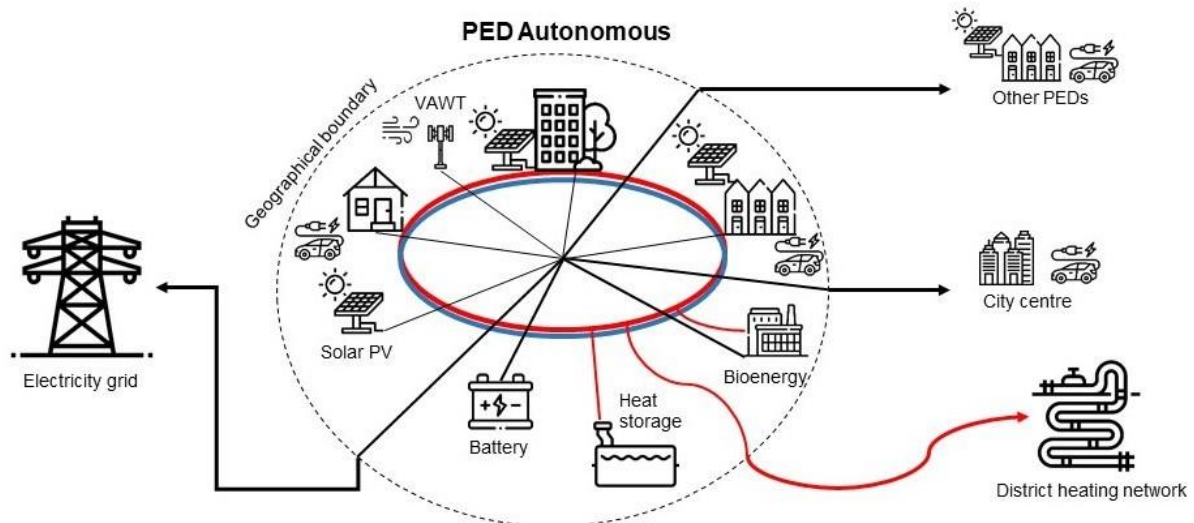 PED Autonomous
Geographical boundary
VAWT
Other PEDs
Solar PV
City centre
Electricity grid
Bioenergy
Battery
+ -
Heat
storage
District heating network